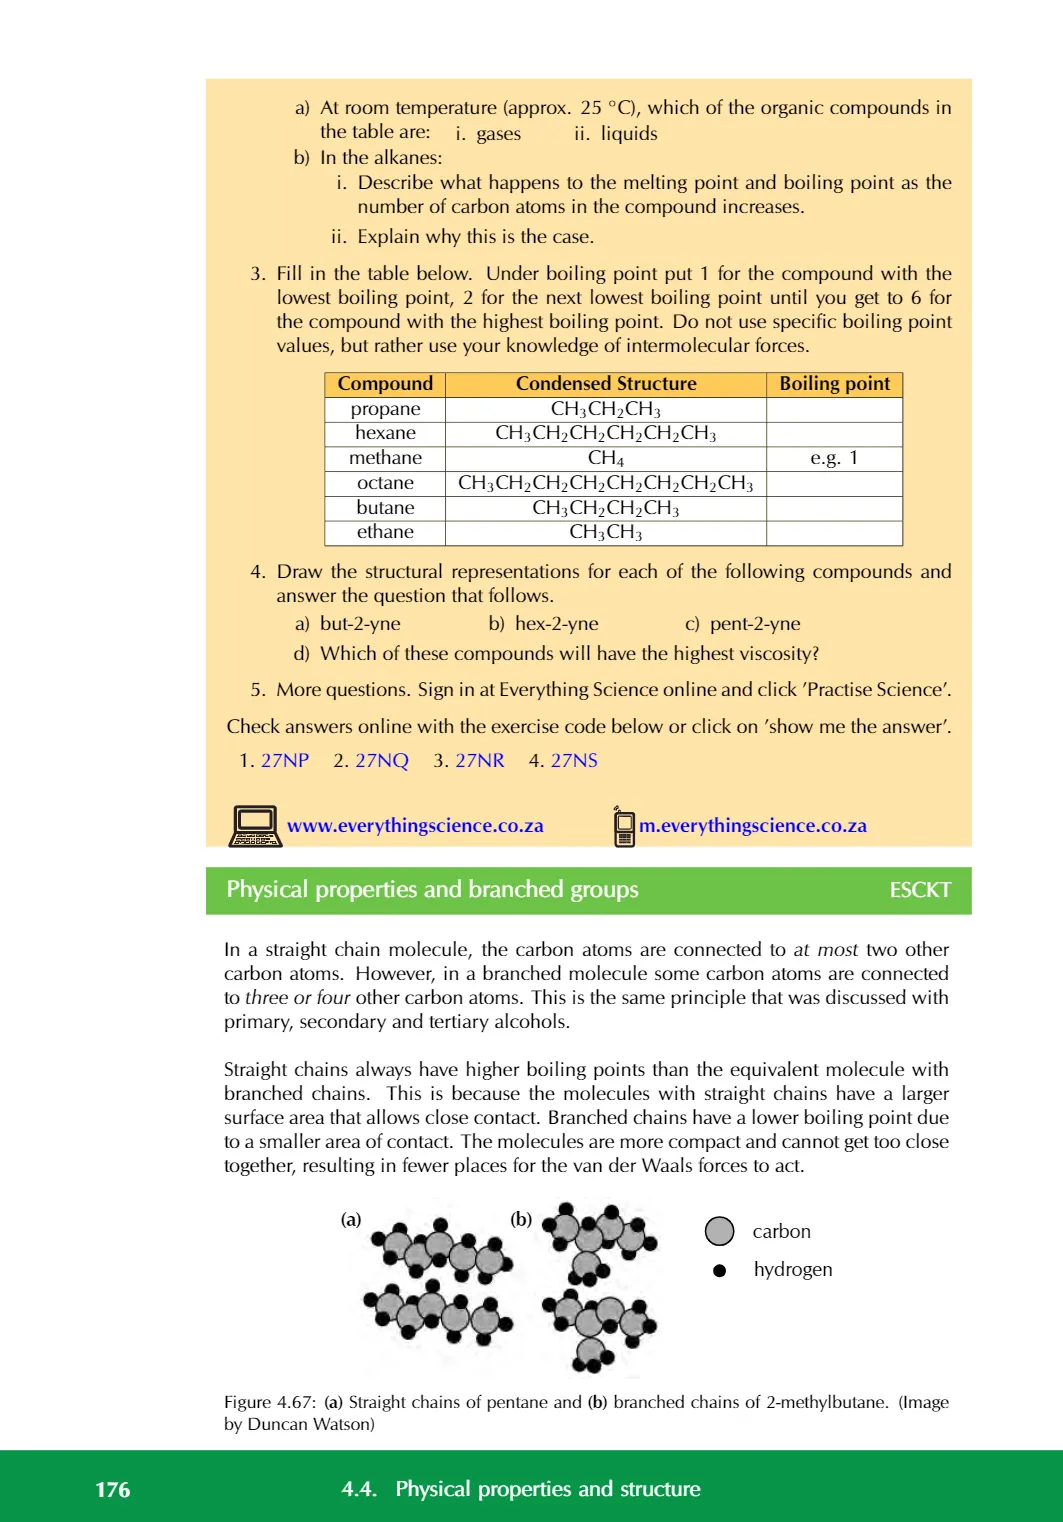 a) At room temperature (approx. 25 °C), which of the organic compounds in
the table are: i. gases ii. liquids
b) In the alkanes:
i. Describe what happens to the melting point and boiling point as the
number of carbon atoms in the compound increases.
ii. Explain why this is the case.
3. Fill in the table below. Under boiling point put 1 for the compound with the
lowest boiling point, 2 for the next lowest boiling point until you get to 6 for
the compound with the highest boiling point. Do not use specific boiling point
values, but rather use your knowledge of intermolecular forces.
Compound Condensed Structure Boiling point
propane CH₃CH₂CH₃
hexane CH₃CH₂CH₂CH₂CH₂CH₃
methane CH₄ e.g. 1
octane CH₃CH₂CH₂CH₂CH₂CH₂CH₂CH₃
butane CH₃CH₂CH₂CH₃
ethane CH₃CH₃
4. Draw the structural representations for each of the following compounds and
answer the question that follows.
a) but-2-yne b) hex-2-yne c) pent-2-yne
d) Which of these compounds will have the highest viscosity?
5. More questions. Sign in at Everything Science online and click ’Practise Science’.
Check answers online with the exercise code below or click on ’show me the answer’.
1. 27NP 2. 27NQ 3. 27NR 4. 27NS
www.everythingscience.co.za m.everythingscience.co.za
Physical properties and branched groups ESCKT
In a straight chain molecule, the carbon atoms are connected to at most two other
carbon atoms. However, in a branched molecule some carbon atoms are connected
to three or four other carbon atoms. This is the same principle that was discussed with
primary, secondary and tertiary alcohols.
Straight chains always have higher boiling points than the equivalent molecule with
branched chains. This is because the molecules with straight chains have a larger
surface area that allows close contact. Branched chains have a lower boiling point due
to a smaller area of contact. The molecules are more compact and cannot get too close
together, resulting in fewer places for the van der Waals forces to act.
(a) (b)
carbon
hydrogen
Figure 4.67: (a) Straight chains of pentane and (b) branched chains of 2-methylbutane. (Image
by Duncan Watson)
176 4.4. Physical properties and structure